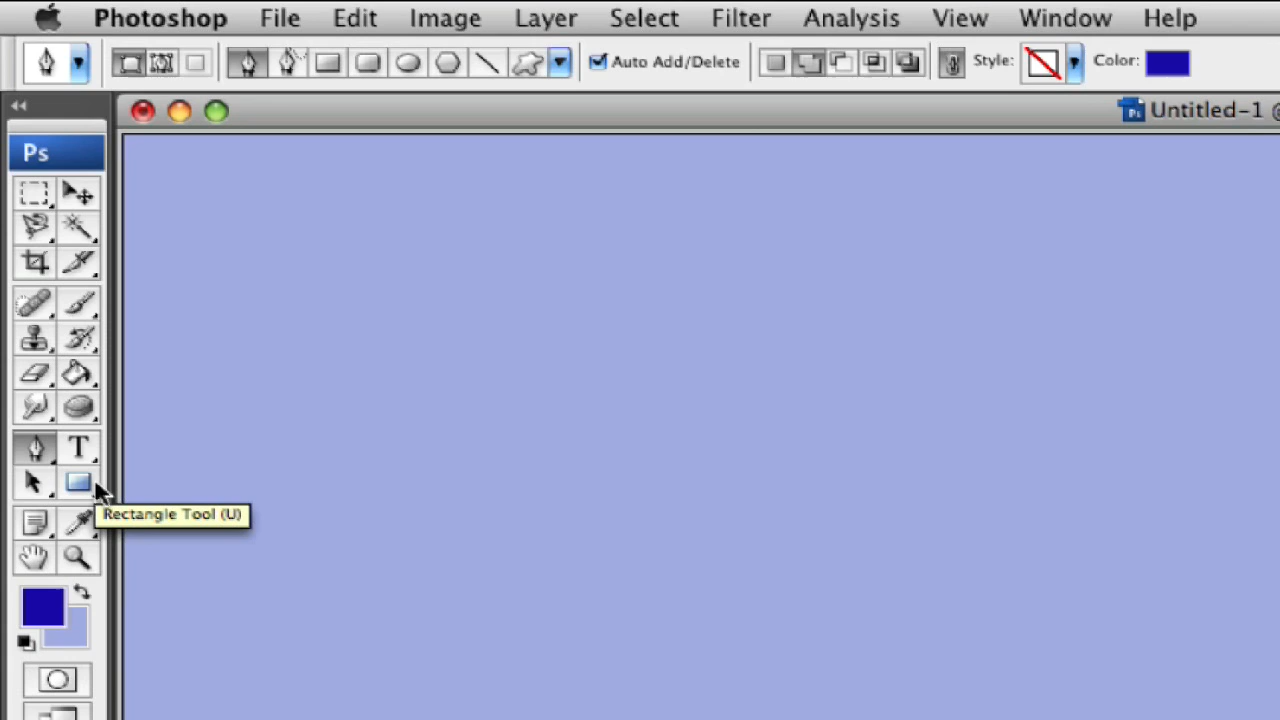 Photoshop File Edit Image Layer Select Filter Analysis View Window Help
Auto Add/Delete Style: Color:
Ps Untitled-1
Ps
T
Rectangle Tool (U)